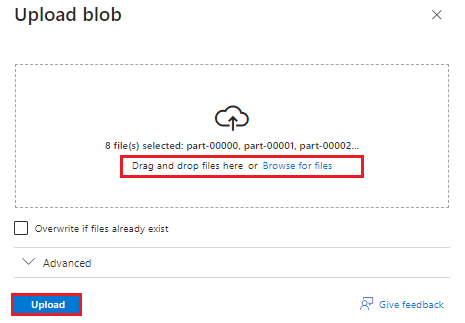 Upload blob
8 file(s) selected: part-00000, part-00001, part-00002...
Drag and drop files here or Browse for files
Overwrite if files already exist
Advanced
Upload
Give feedback